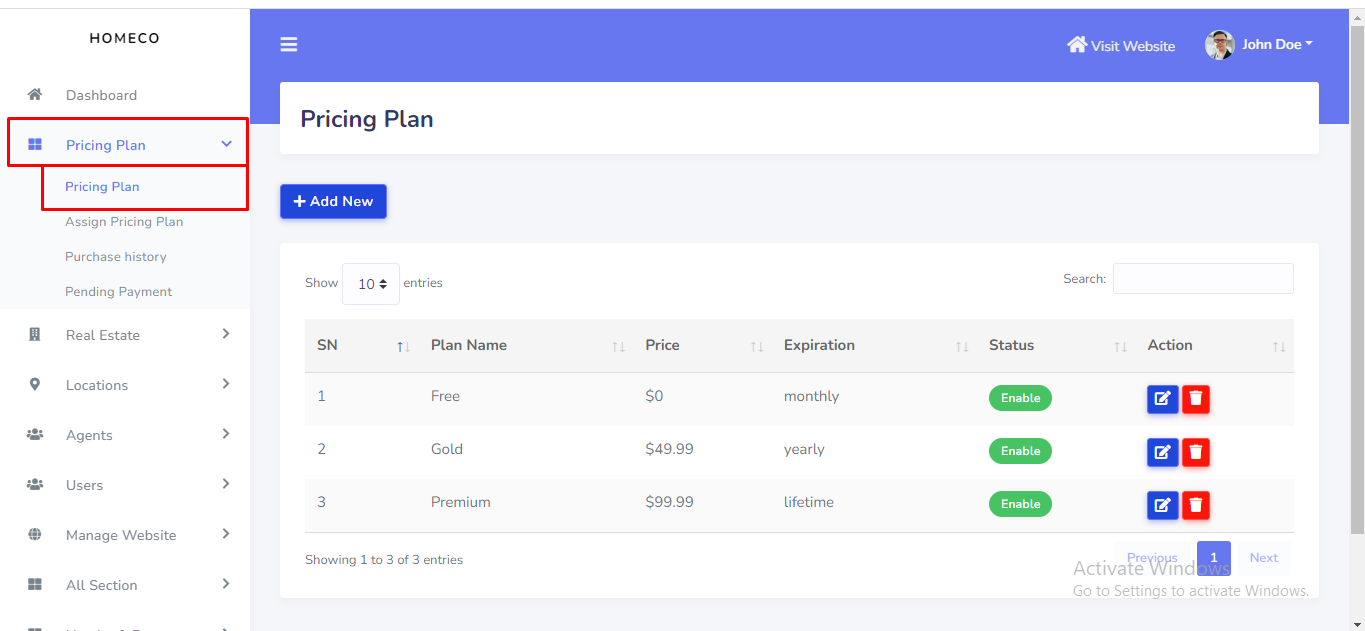 HOMECO
Dashboard
Pricing Plan
Pricing Plan
Assign Pricing Plan
Purchase history
Pending Payment
Real Estate
Locations
Agents
Users
Manage Website
All Section
Visit Website
John Doe
Pricing Plan
Add New
Show 10 entries
Search:
SN Plan Name Price Expiration Status Action
1 Free $0 monthly Enable
2 Gold $49.99 yearly Enable
3 Premium $99.99 lifetime Enable
Showing 1 to 3 of 3 entries
Previous 1 Next
Activate Windows
Go to Settings to activate Windows.